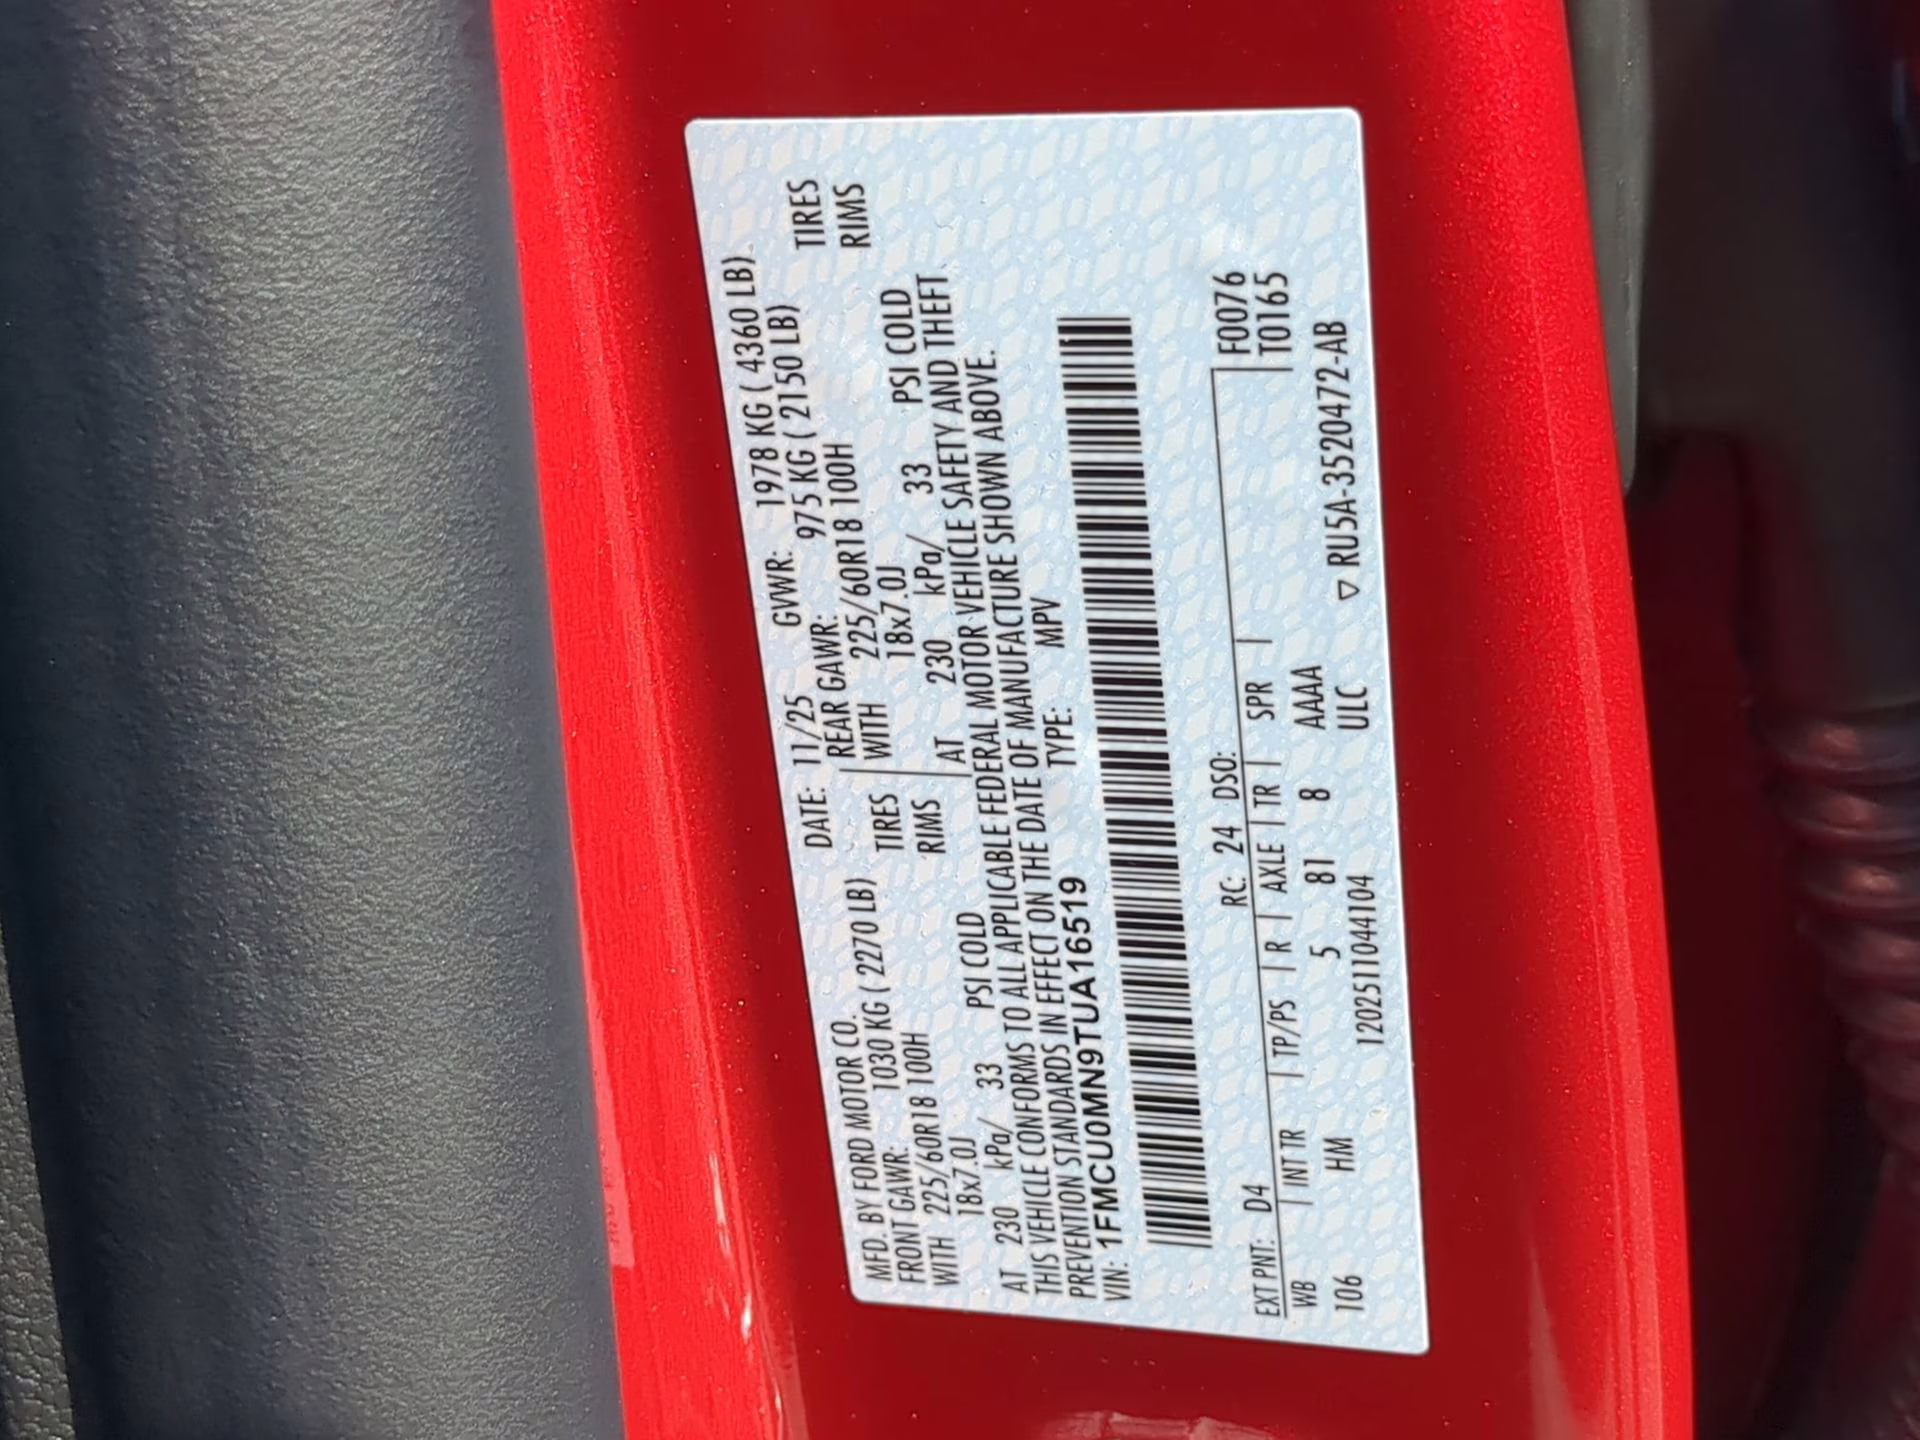 MFD. BY FORD MOTOR CO. DATE: 11/25 GVWR: 1978 KG ( 4360 LB)
FRONT GAWR: 1030 KG ( 2270 LB) REAR GAWR: 975 KG ( 2150 LB)
WITH 225/60R18 100H TIRES WITH 225/60R18 100H TIRES
18x7.0J RIMS 18x7.0J RIMS
AT 230 kPa/ 33 PSI COLD AT 230 kPa/ 33 PSI COLD
THIS VEHICLE CONFORMS TO ALL APPLICABLE FEDERAL MOTOR VEHICLE SAFETY AND THEFT
PREVENTION STANDARDS IN EFFECT ON THE DATE OF MANUFACTURE SHOWN ABOVE.
VIN: 1FMCU0MN9TUA16519 TYPE: MPV
EXT PNT: D4 RC: 24 DSO: F0076
WB | INT TR | TP/PS | R | AXLE | TR | SPR | T0165
106 HM 5 81 8 AAAA
1202511044104 ULC ▽ RU5A-3520472-AB